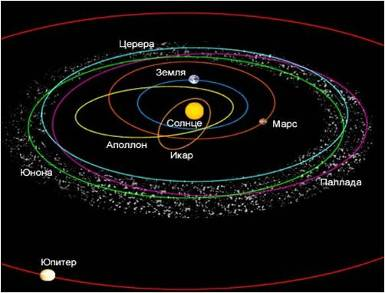 Церера
Земля
Солнце
Марс
Аполлон
Икар
Юнона
Паллада
Юпитер